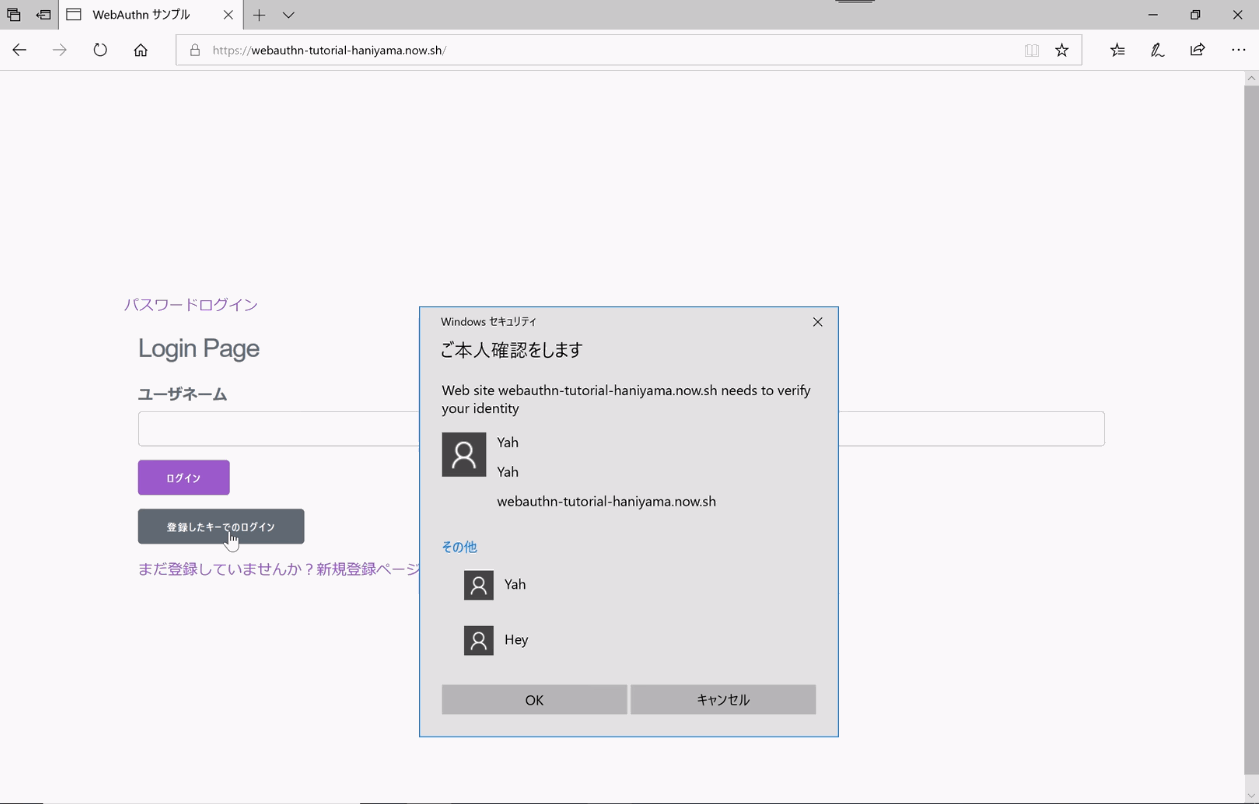 WebAuthn サンプル
https://webauthn-tutorial-haniyama.now.sh/
パスワードログイン
Login Page
ユーザネーム
ログイン
登録したキーでのログイン
まだ登録していませんか？新規登録ページ
Windows セキュリティ
ご本人確認をします
Web site webauthn-tutorial-haniyama.now.sh needs to verify
your identity
Yah
Yah
webauthn-tutorial-haniyama.now.sh
その他
Yah
Hey
OK
キャンセル